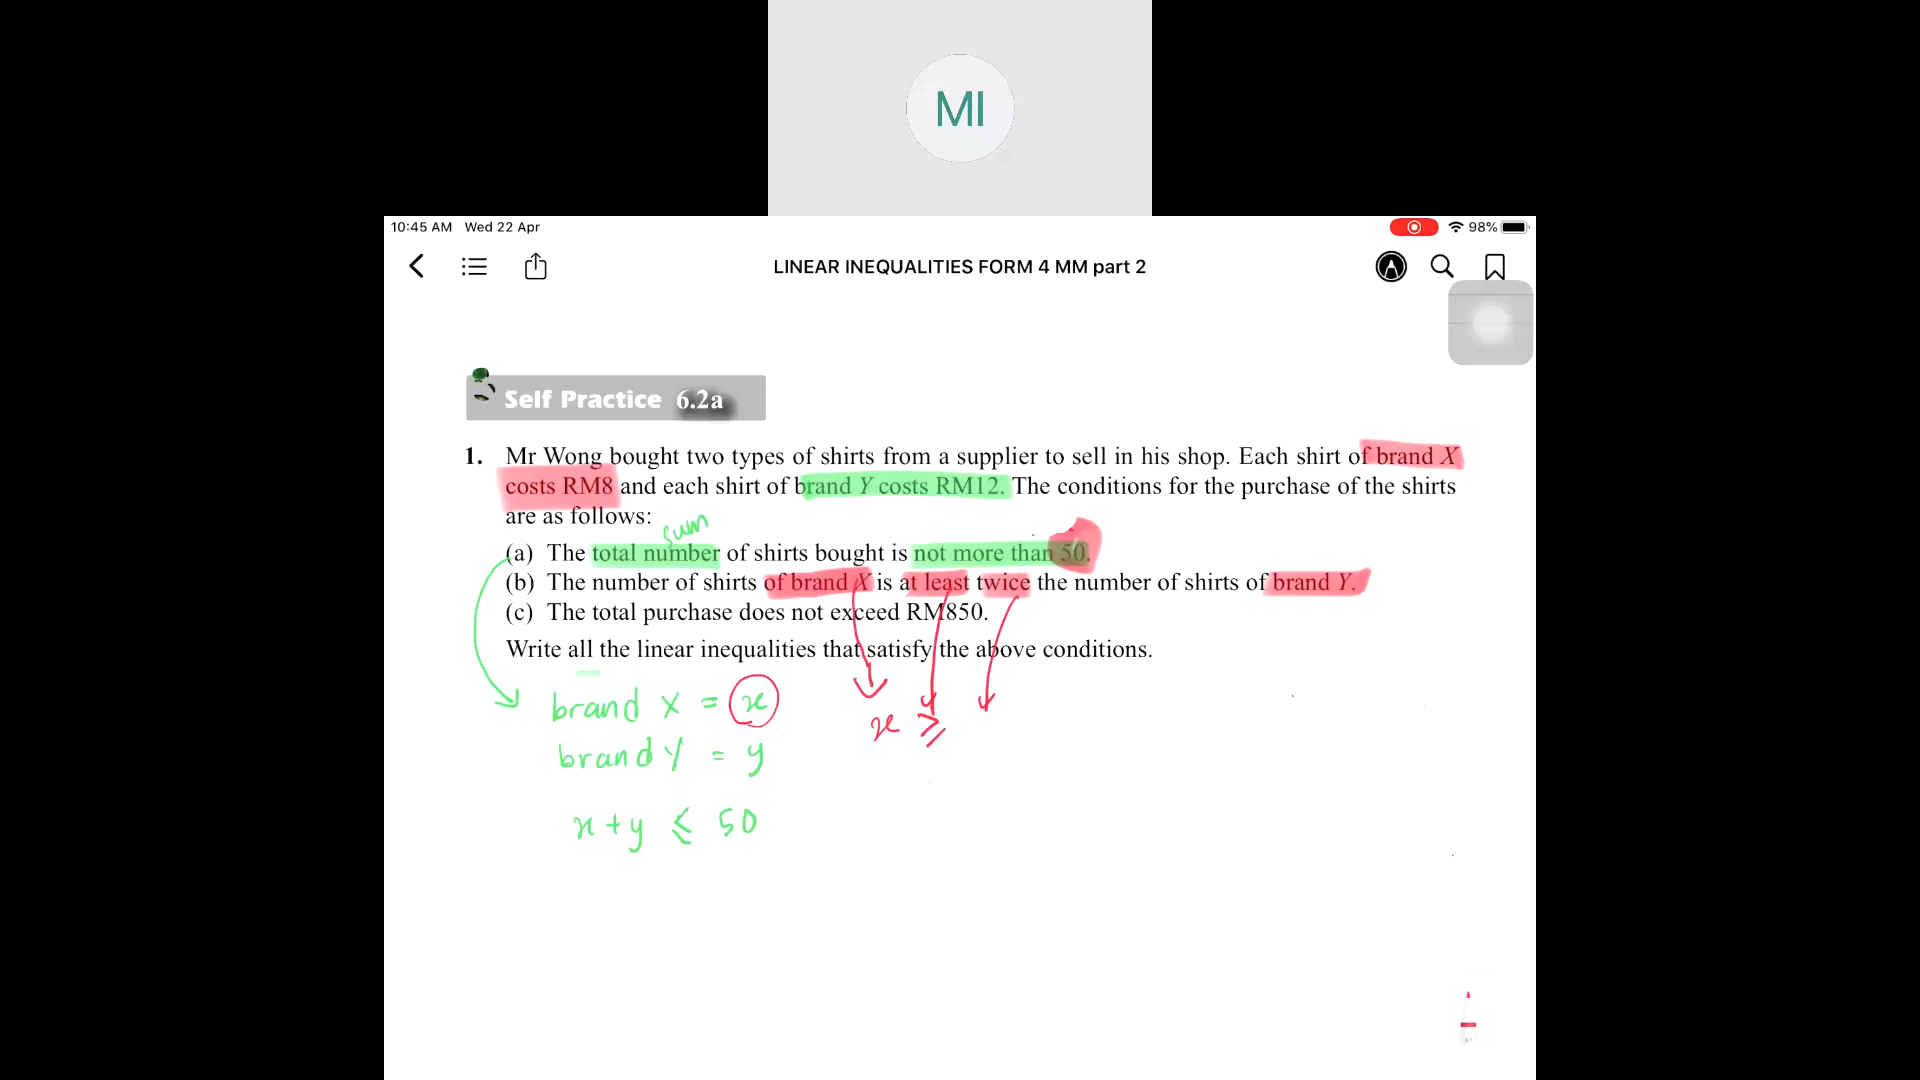 MI
10:45 AM Wed 22 Apr
98%
LINEAR INEQUALITIES FORM 4 MM part 2
Self Practice 6.2a
1. Mr Wong bought two types of shirts from a supplier to sell in his shop. Each shirt of brand X
costs RM8 and each shirt of brand Y costs RM12. The conditions for the purchase of the shirts
are as follows:
sum
(a) The total number of shirts bought is not more than 50.
(b) The number of shirts of brand X is at least twice the number of shirts of brand Y.
(c) The total purchase does not exceed RM850.
Write all the linear inequalities that satisfy the above conditions.
brand X = x
x ≥
brand Y = y
x + y ≤ 50